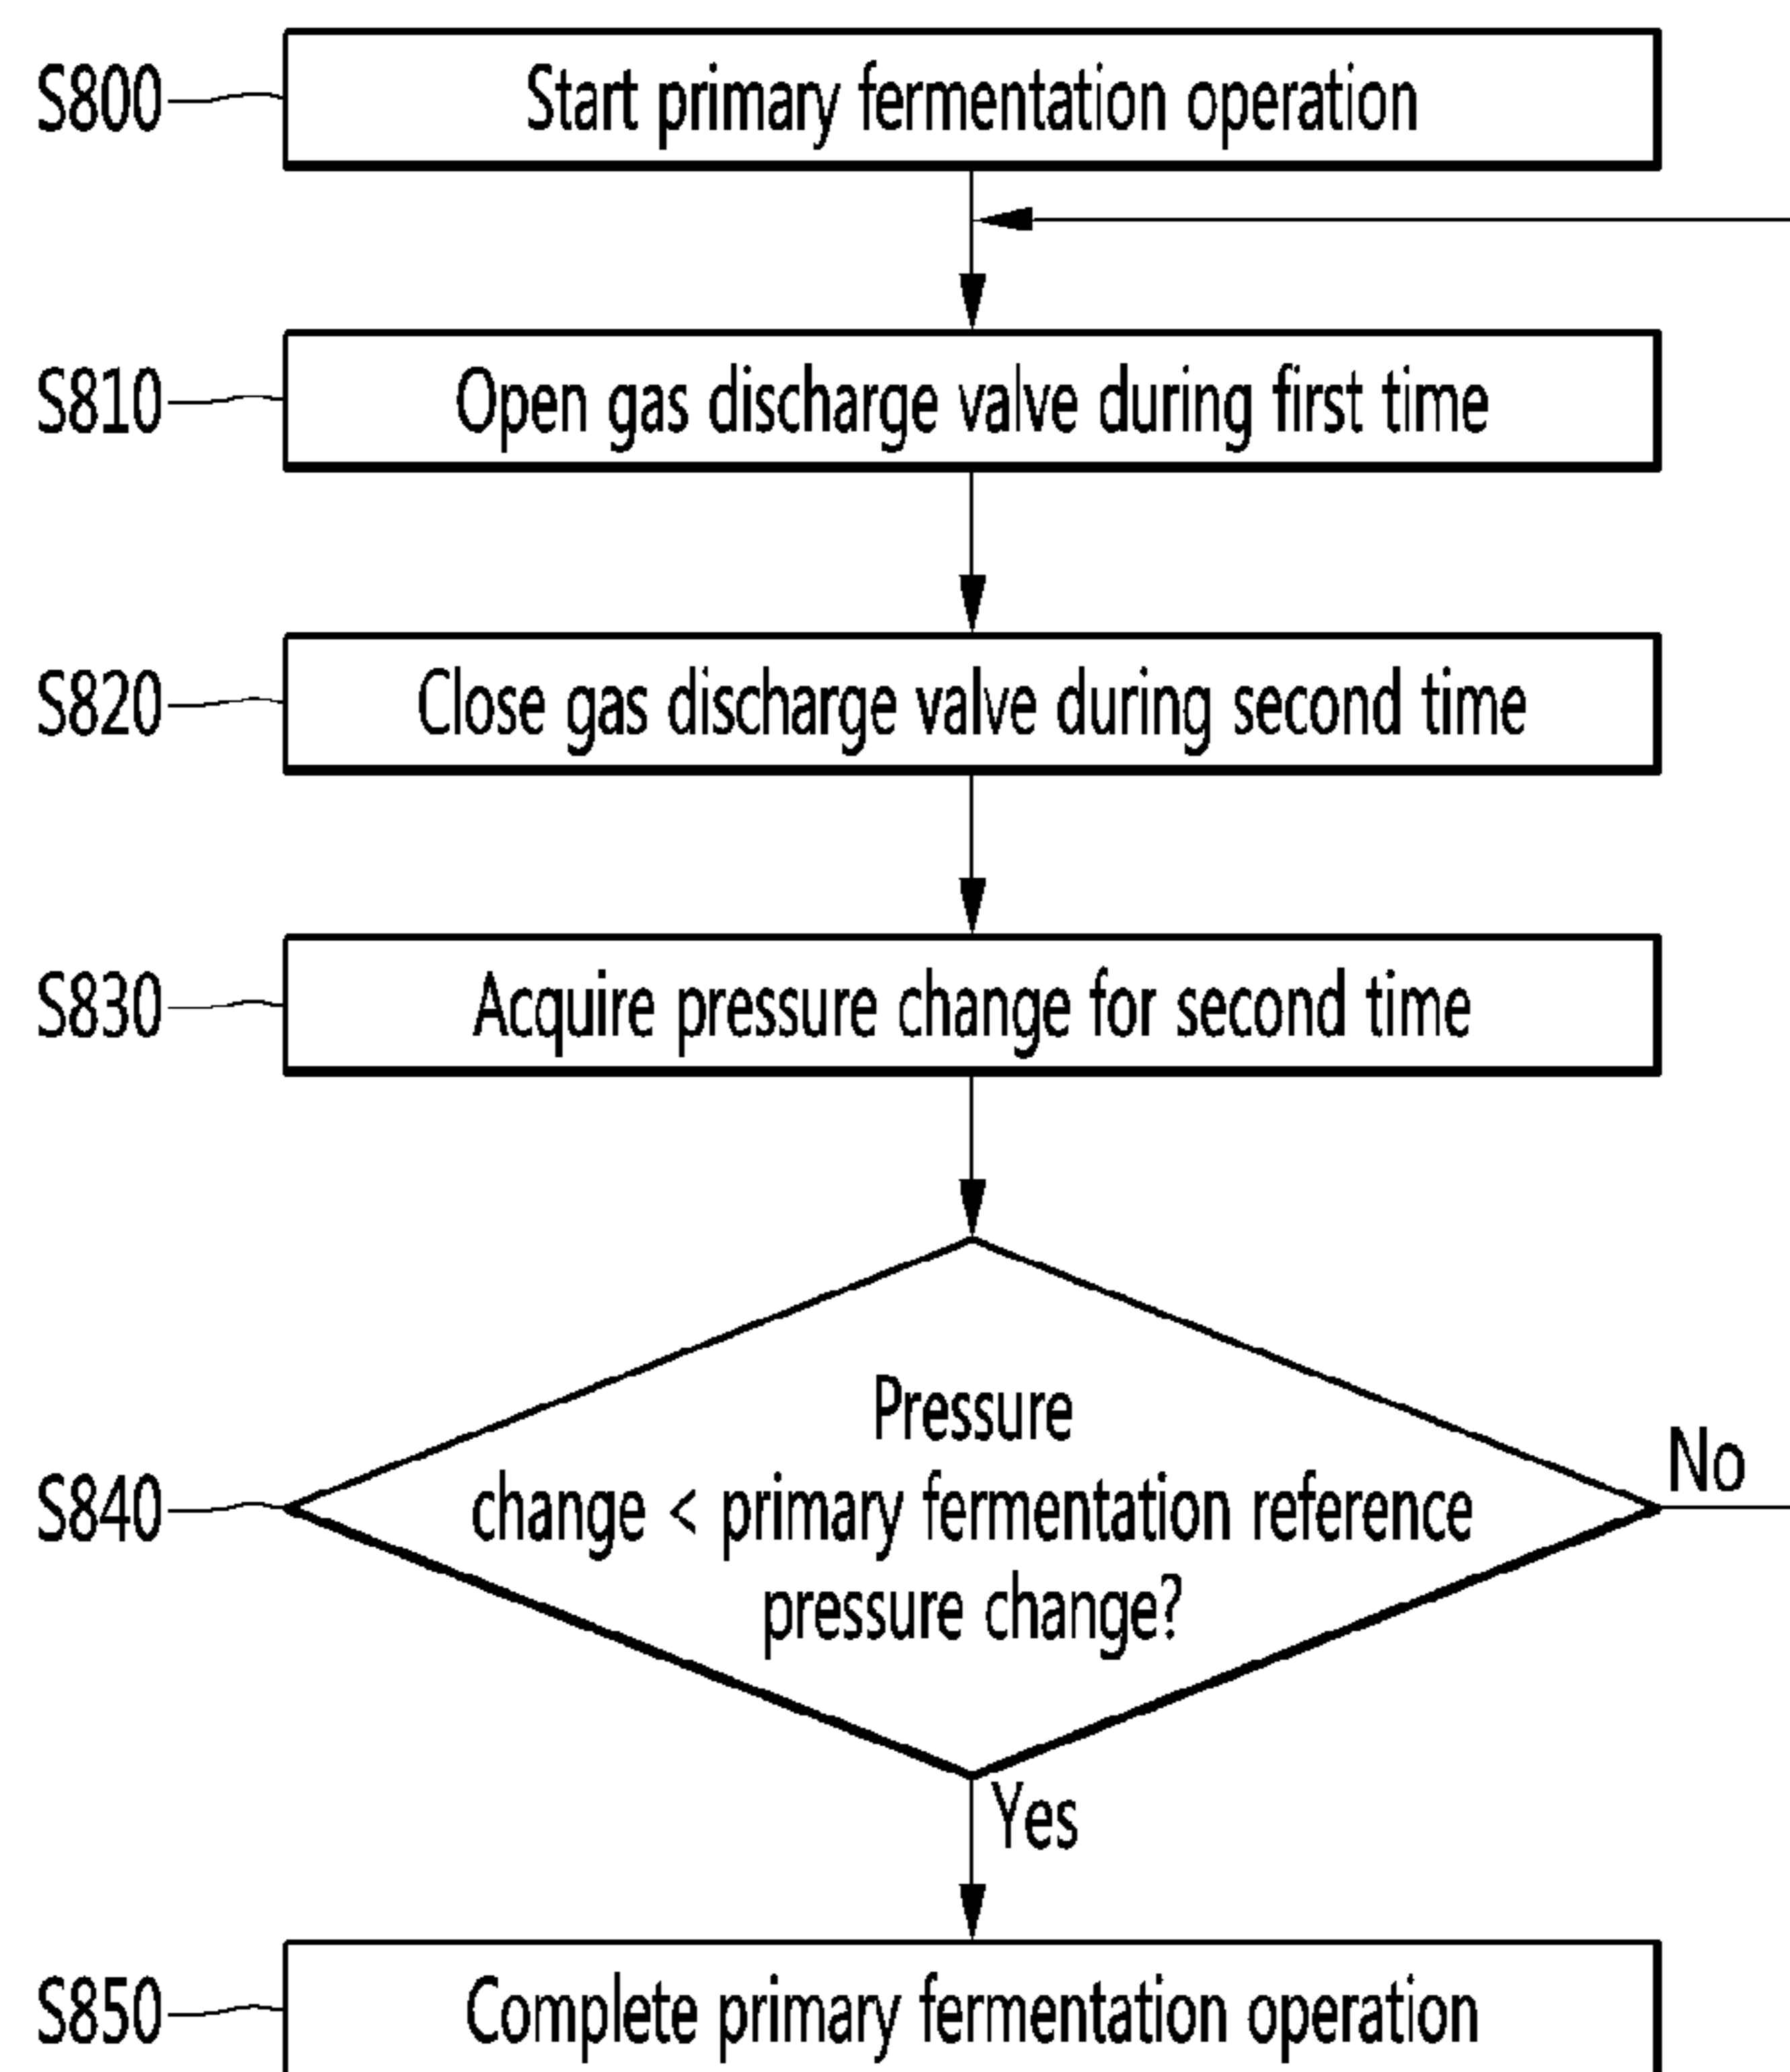 S800
Start primary fermentation operation
S810
Open gas discharge valve during first time
S820
Close gas discharge valve during second time
S830
Acquire pressure change for second time
S840
Pressure
change < primary fermentation reference
pressure change?
No
Yes
S850
Complete primary fermentation operation